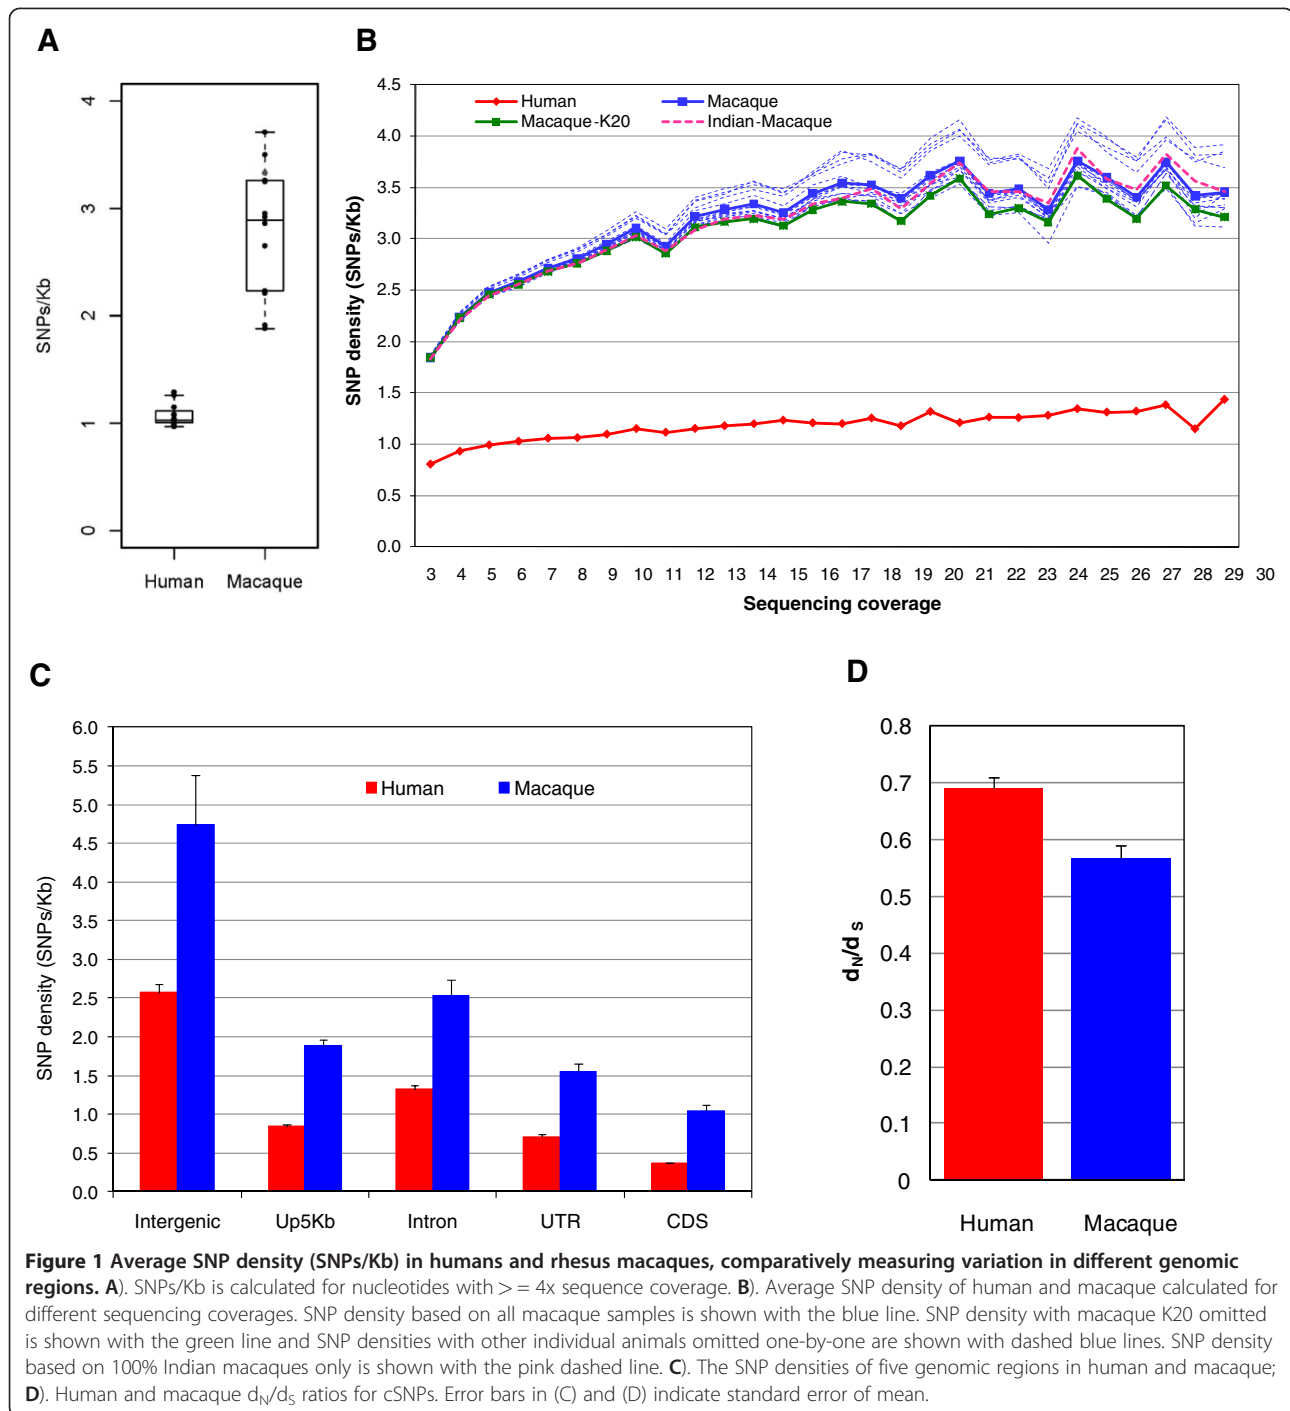 A
B
4
3
2
1
0
SNPs/Kb
Human Macaque
4.5
4.0
3.5
3.0
2.5
2.0
1.5
1.0
0.5
0.0
SNP density (SNPs/Kb)
Human Macaque
Macaque-K20 Indian-Macaque
3 4 5 6 7 8 9 10 11 12 13 14 15 16 17 18 19 20 21 22 23 24 25 26 27 28 29 30
Sequencing coverage
C
D
6.0
5.5
5.0
4.5
4.0
3.5
3.0
2.5
2.0
1.5
1.0
0.5
0.0
SNP density (SNPs/Kb)
Human Macaque
Intergenic Up5Kb Intron UTR CDS
0.8
0.7
0.6
0.5
0.4
0.3
0.2
0.1
0
dN/d S
Human Macaque
Figure 1 Average SNP density (SNPs/Kb) in humans and rhesus macaques, comparatively measuring variation in different genomic
regions. A). SNPs/Kb is calculated for nucleotides with > = 4x sequence coverage. B). Average SNP density of human and macaque calculated for
different sequencing coverages. SNP density based on all macaque samples is shown with the blue line. SNP density with macaque K20 omitted
is shown with the green line and SNP densities with other individual animals omitted one-by-one are shown with dashed blue lines. SNP density
based on 100% Indian macaques only is shown with the pink dashed line. C). The SNP densities of five genomic regions in human and macaque;
D). Human and macaque dN/dS ratios for cSNPs. Error bars in (C) and (D) indicate standard error of mean.